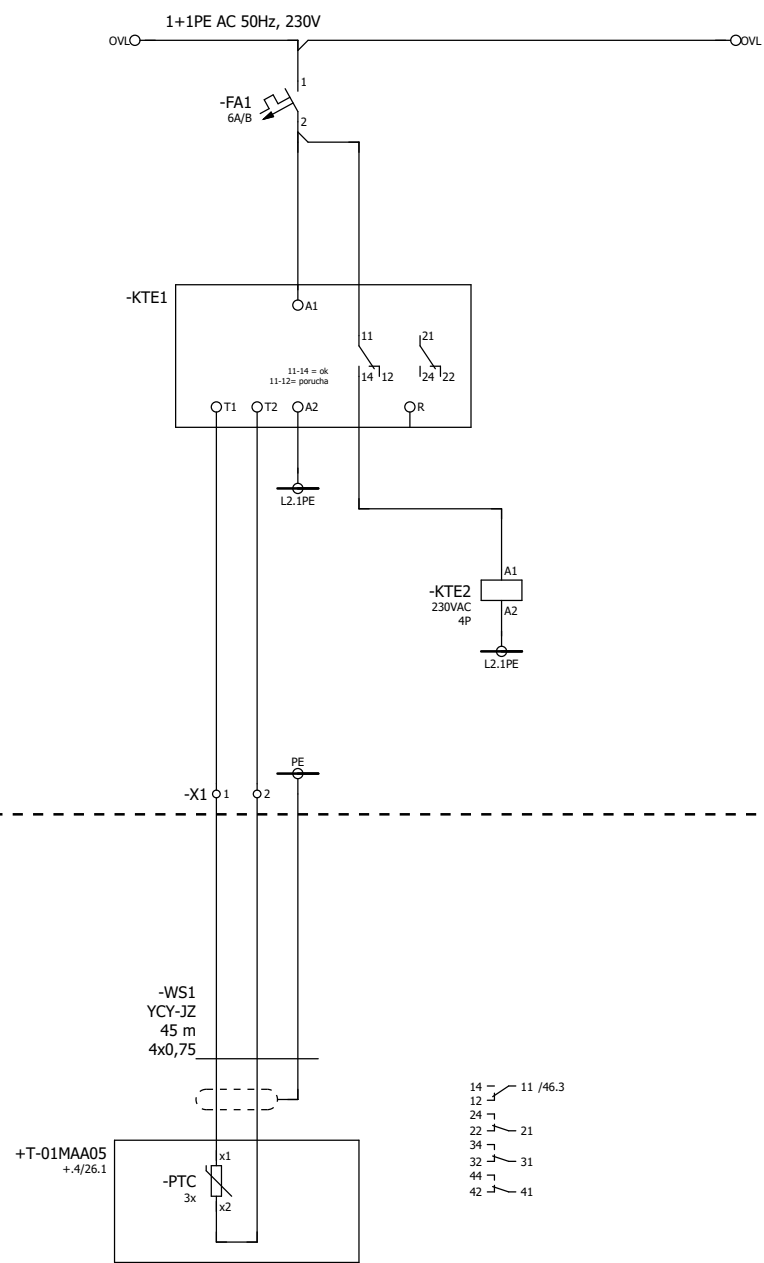 1+1PE AC 50Hz, 230V
OVL OVL
1
-FA1
6A/B
2
-KTE1
A1
11 21
11-14 = ok
11-12= porucha
14 12 24 22
T1 T2 A2 R
L2.1PE
A1
-KTE2
230VAC
A2
4P
L2.1PE
PE
-X1 1 2
-WS1
YCY-JZ
45 m
4x0,75
14 11 /46.3
12
24
22 21
34
32 31
44
42 41
+T-01MAA05
+.4/26.1
x1
-PTC
3x
x2